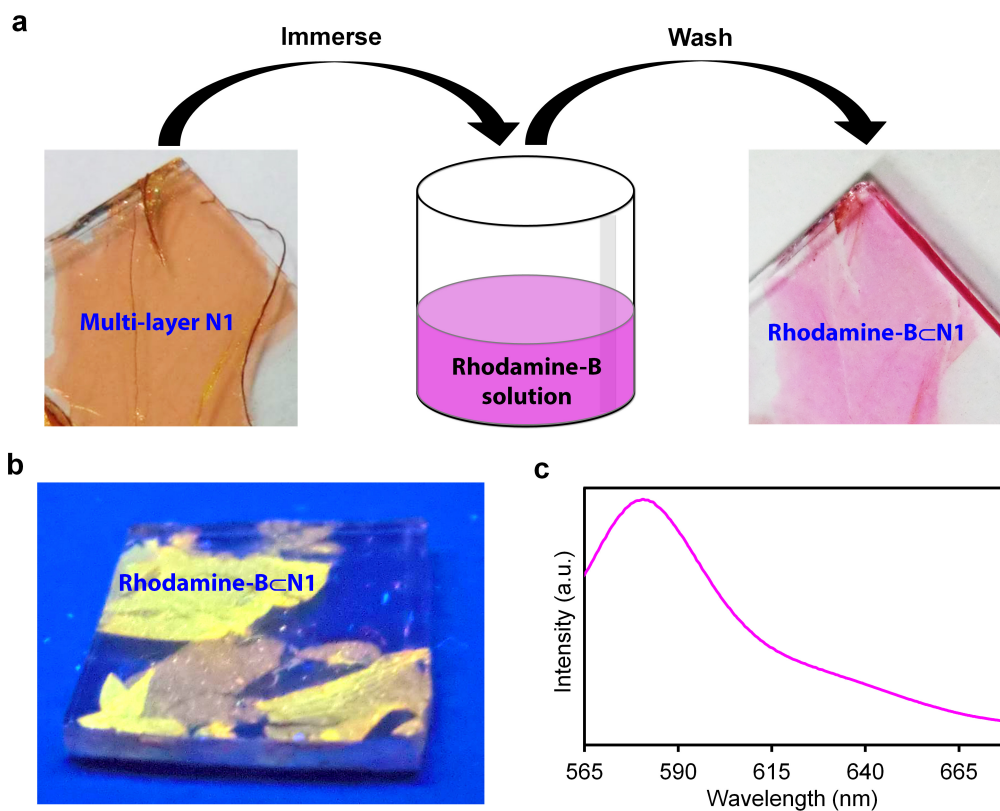 a
Immerse
Wash
Multi-layer N1
Rhodamine-B
solution
Rhodamine-B⊂N1
b
Rhodamine-B⊂N1
c
Intensity (a.u.)
565 590 615 640 665
Wavelength (nm)